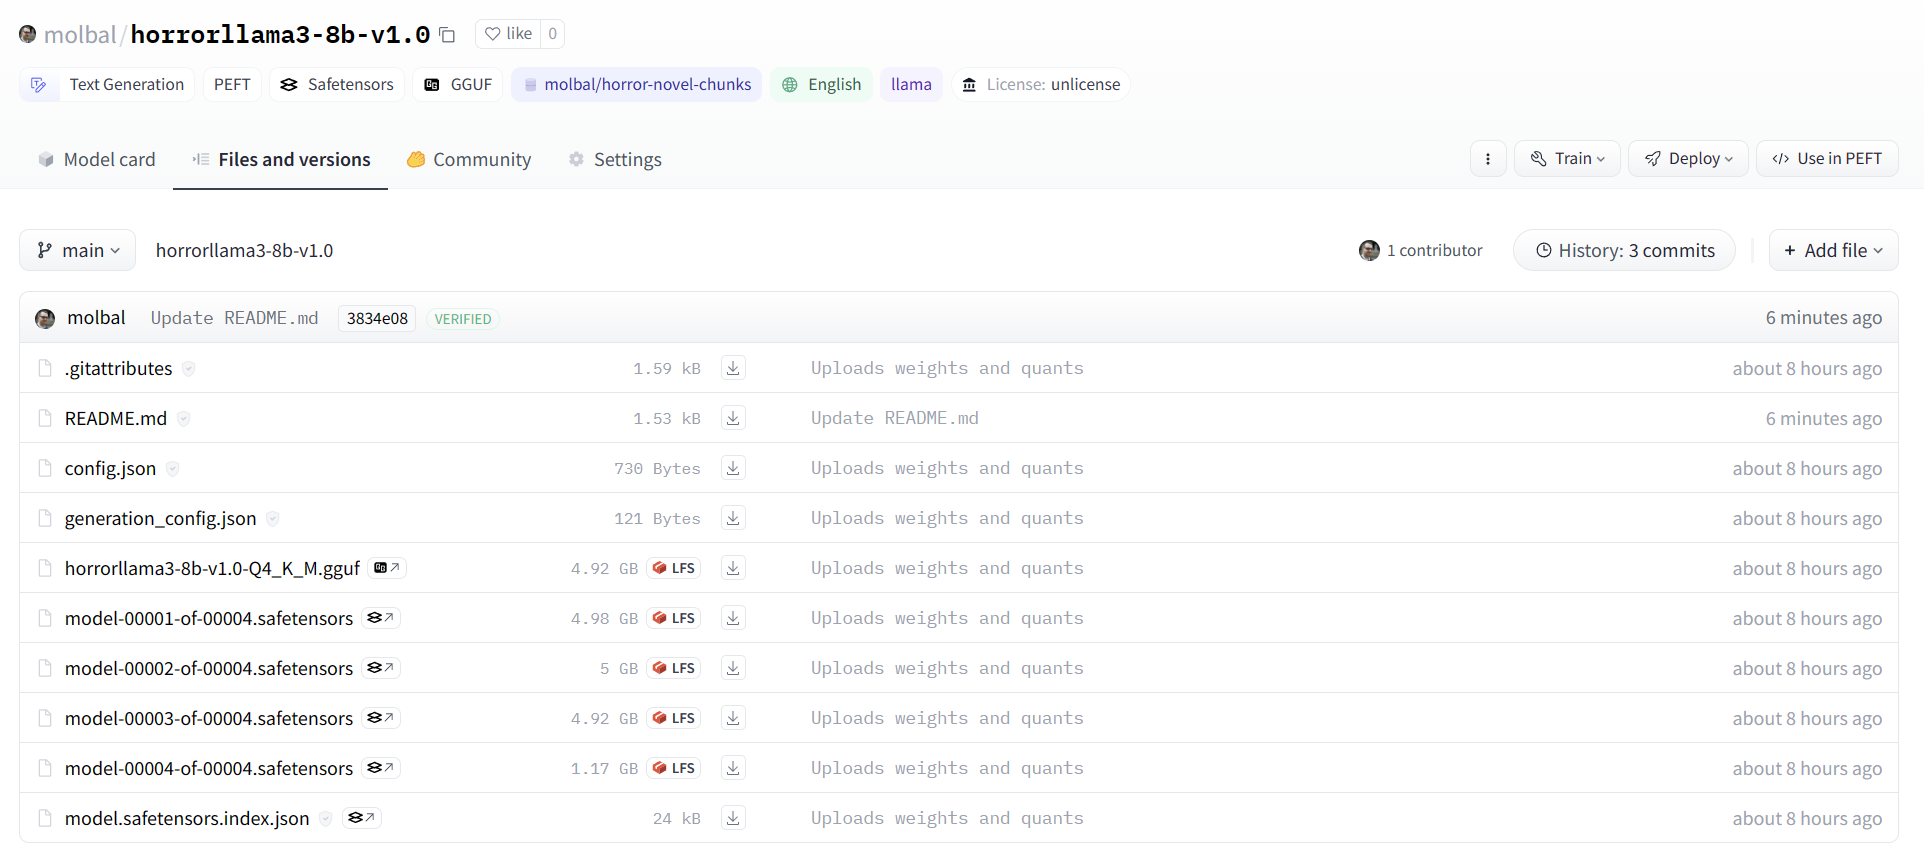 molbal/horrorllama3-8b-v1.0 like 0
Text Generation PEFT Safetensors GGUF molbal/horror-novel-chunks English llama License: unlicense
Model card Files and versions Community Settings Train Deploy Use in PEFT
main horrorllama3-8b-v1.0 1 contributor History: 3 commits + Add file
molbal Update README.md 3834e08 VERIFIED 6 minutes ago
.gitattributes 1.59 kB Uploads weights and quants about 8 hours ago
README.md 1.53 kB Update README.md 6 minutes ago
config.json 730 Bytes Uploads weights and quants about 8 hours ago
generation_config.json 121 Bytes Uploads weights and quants about 8 hours ago
horrorllama3-8b-v1.0-Q4_K_M.gguf 4.92 GB LFS Uploads weights and quants about 8 hours ago
model-00001-of-00004.safetensors 4.98 GB LFS Uploads weights and quants about 8 hours ago
model-00002-of-00004.safetensors 5 GB LFS Uploads weights and quants about 8 hours ago
model-00003-of-00004.safetensors 4.92 GB LFS Uploads weights and quants about 8 hours ago
model-00004-of-00004.safetensors 1.17 GB LFS Uploads weights and quants about 8 hours ago
model.safetensors.index.json 24 kB Uploads weights and quants about 8 hours ago